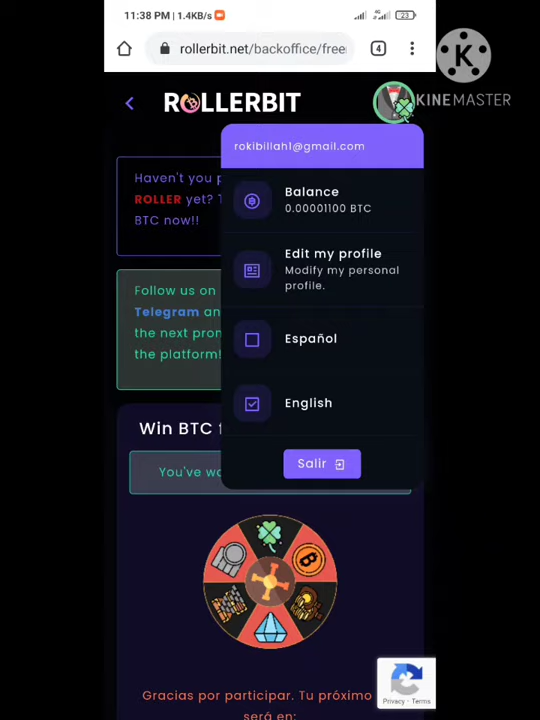 11:38 PM | 1.4KB/s
23
rollerbit.net/backoffice/free
4
KINEMASTER
ROLLERBIT
rokibillah1@gmail.com
Haven't you p
ROLLER yet? T
BTC now!!
Balance
0.00001100 BTC
Edit my profile
Modify my personal
profile.
Follow us on
Telegram an
the next pron
the platform!
Español
English
Win BTC f
Salir
You've wo
Gracias por participar. Tu próximo
será en:
Privacy - Terms